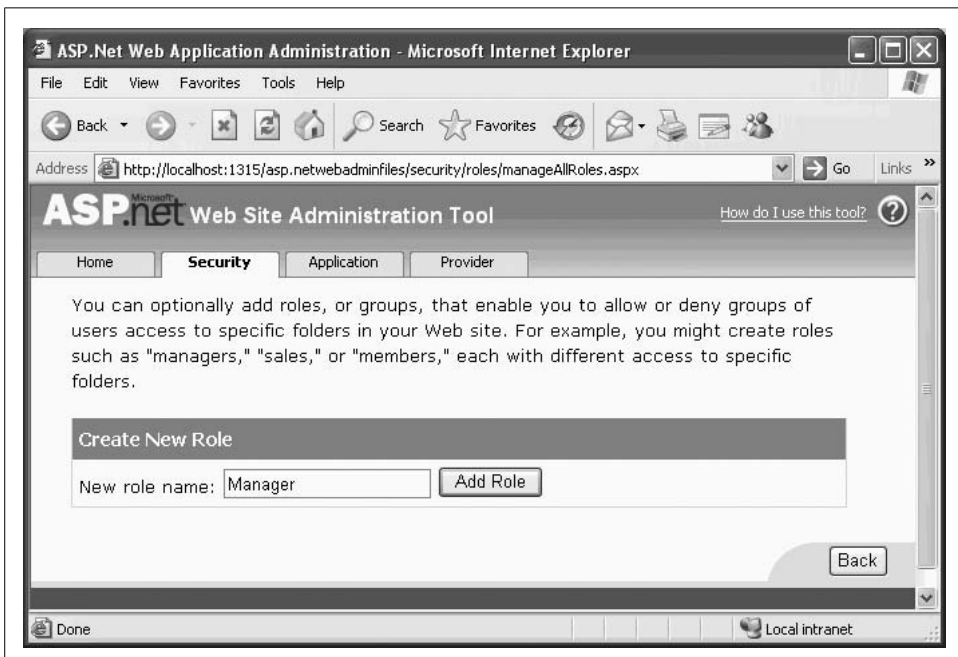 ASP.Net Web Application Administration - Microsoft Internet Explorer
File Edit View Favorites Tools Help
Back Search Favorites
Address http://localhost:1315/asp.netwebadminfiles/security/roles/manageAllRoles.aspx Go Links »
Microsoft
ASP.net Web Site Administration Tool How do I use this tool? ?
Home Security Application Provider
You can optionally add roles, or groups, that enable you to allow or deny groups of
users access to specific folders in your Web site. For example, you might create roles
such as "managers," "sales," or "members," each with different access to specific
folders.
Create New Role
New role name: Manager Add Role
Back
Done Local intranet